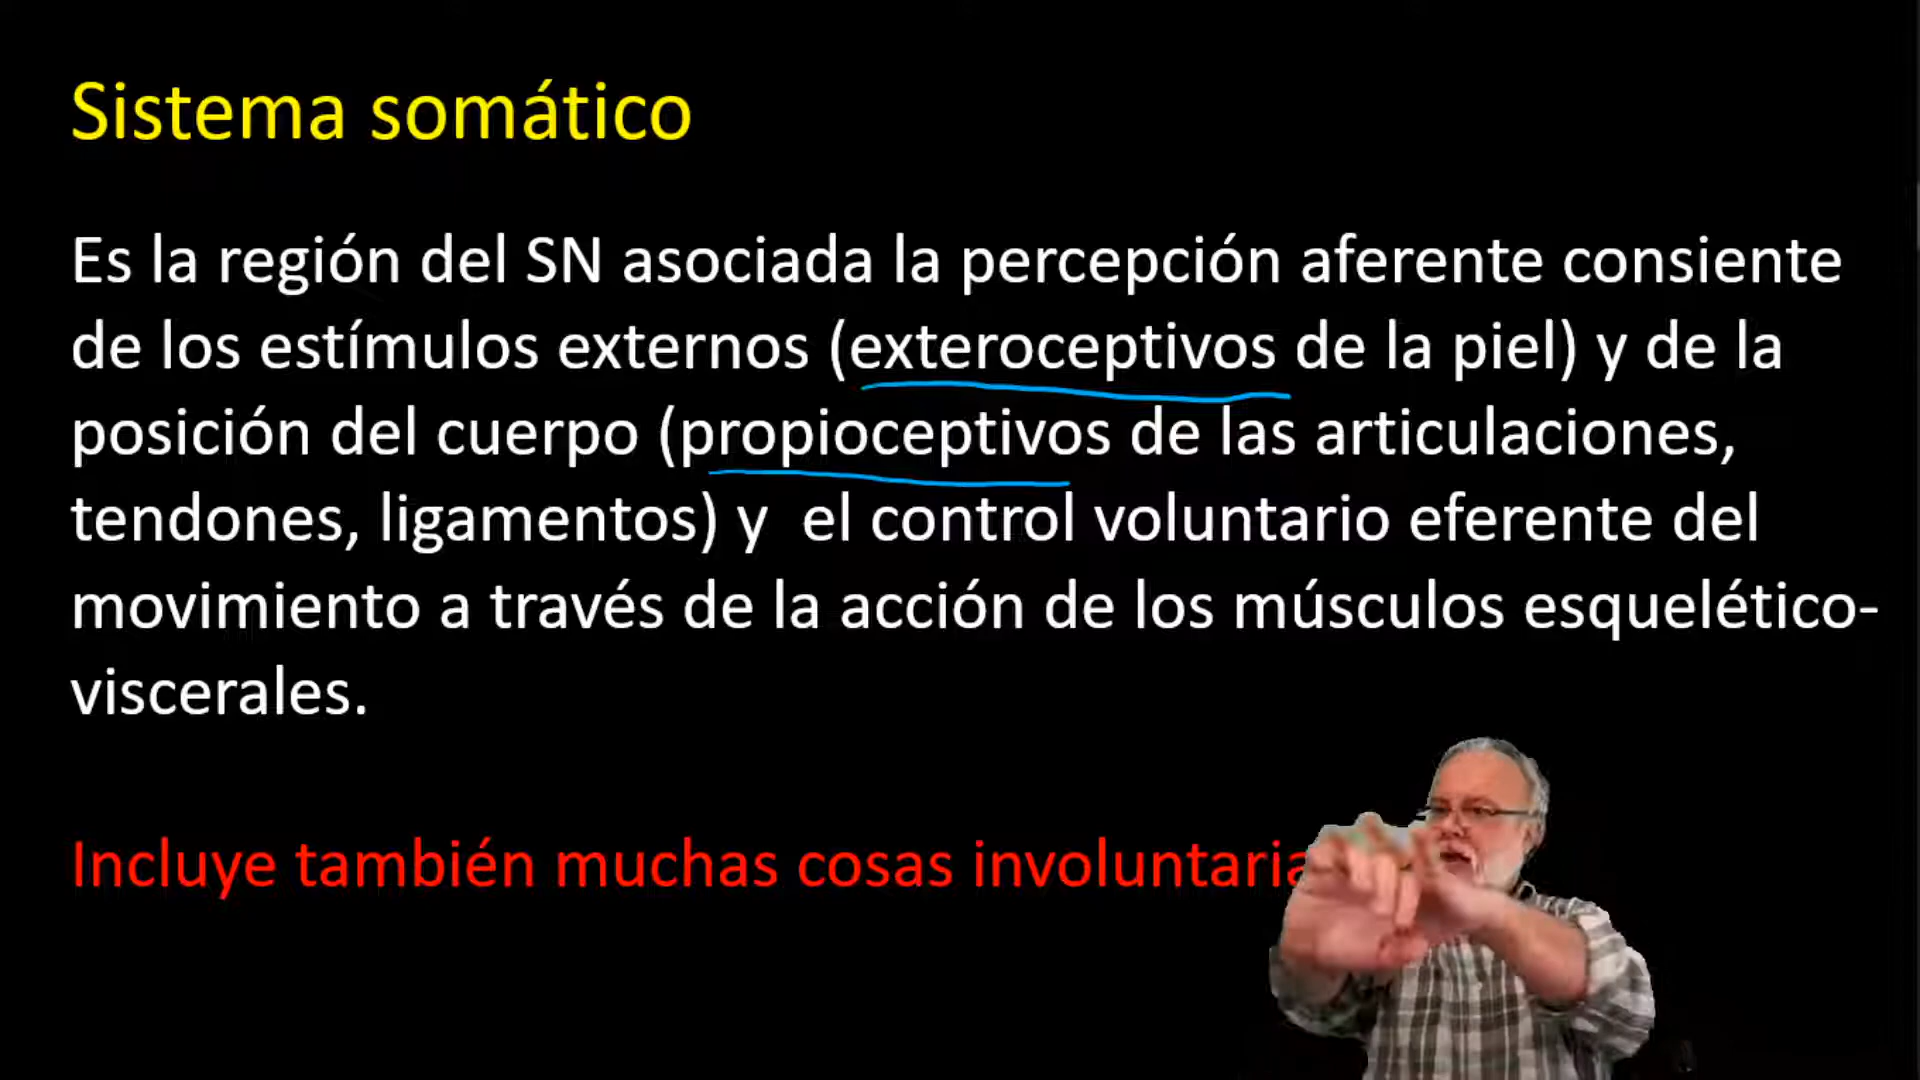 Sistema somático
Es la región del SN asociada la percepción aferente consiente
de los estímulos externos (exteroceptivos de la piel) y de la
posición del cuerpo (propioceptivos de las articulaciones,
tendones, ligamentos) y  el control voluntario eferente del
movimiento a través de la acción de los músculos esquelético-
viscerales.
Incluye también muchas cosas involuntaria